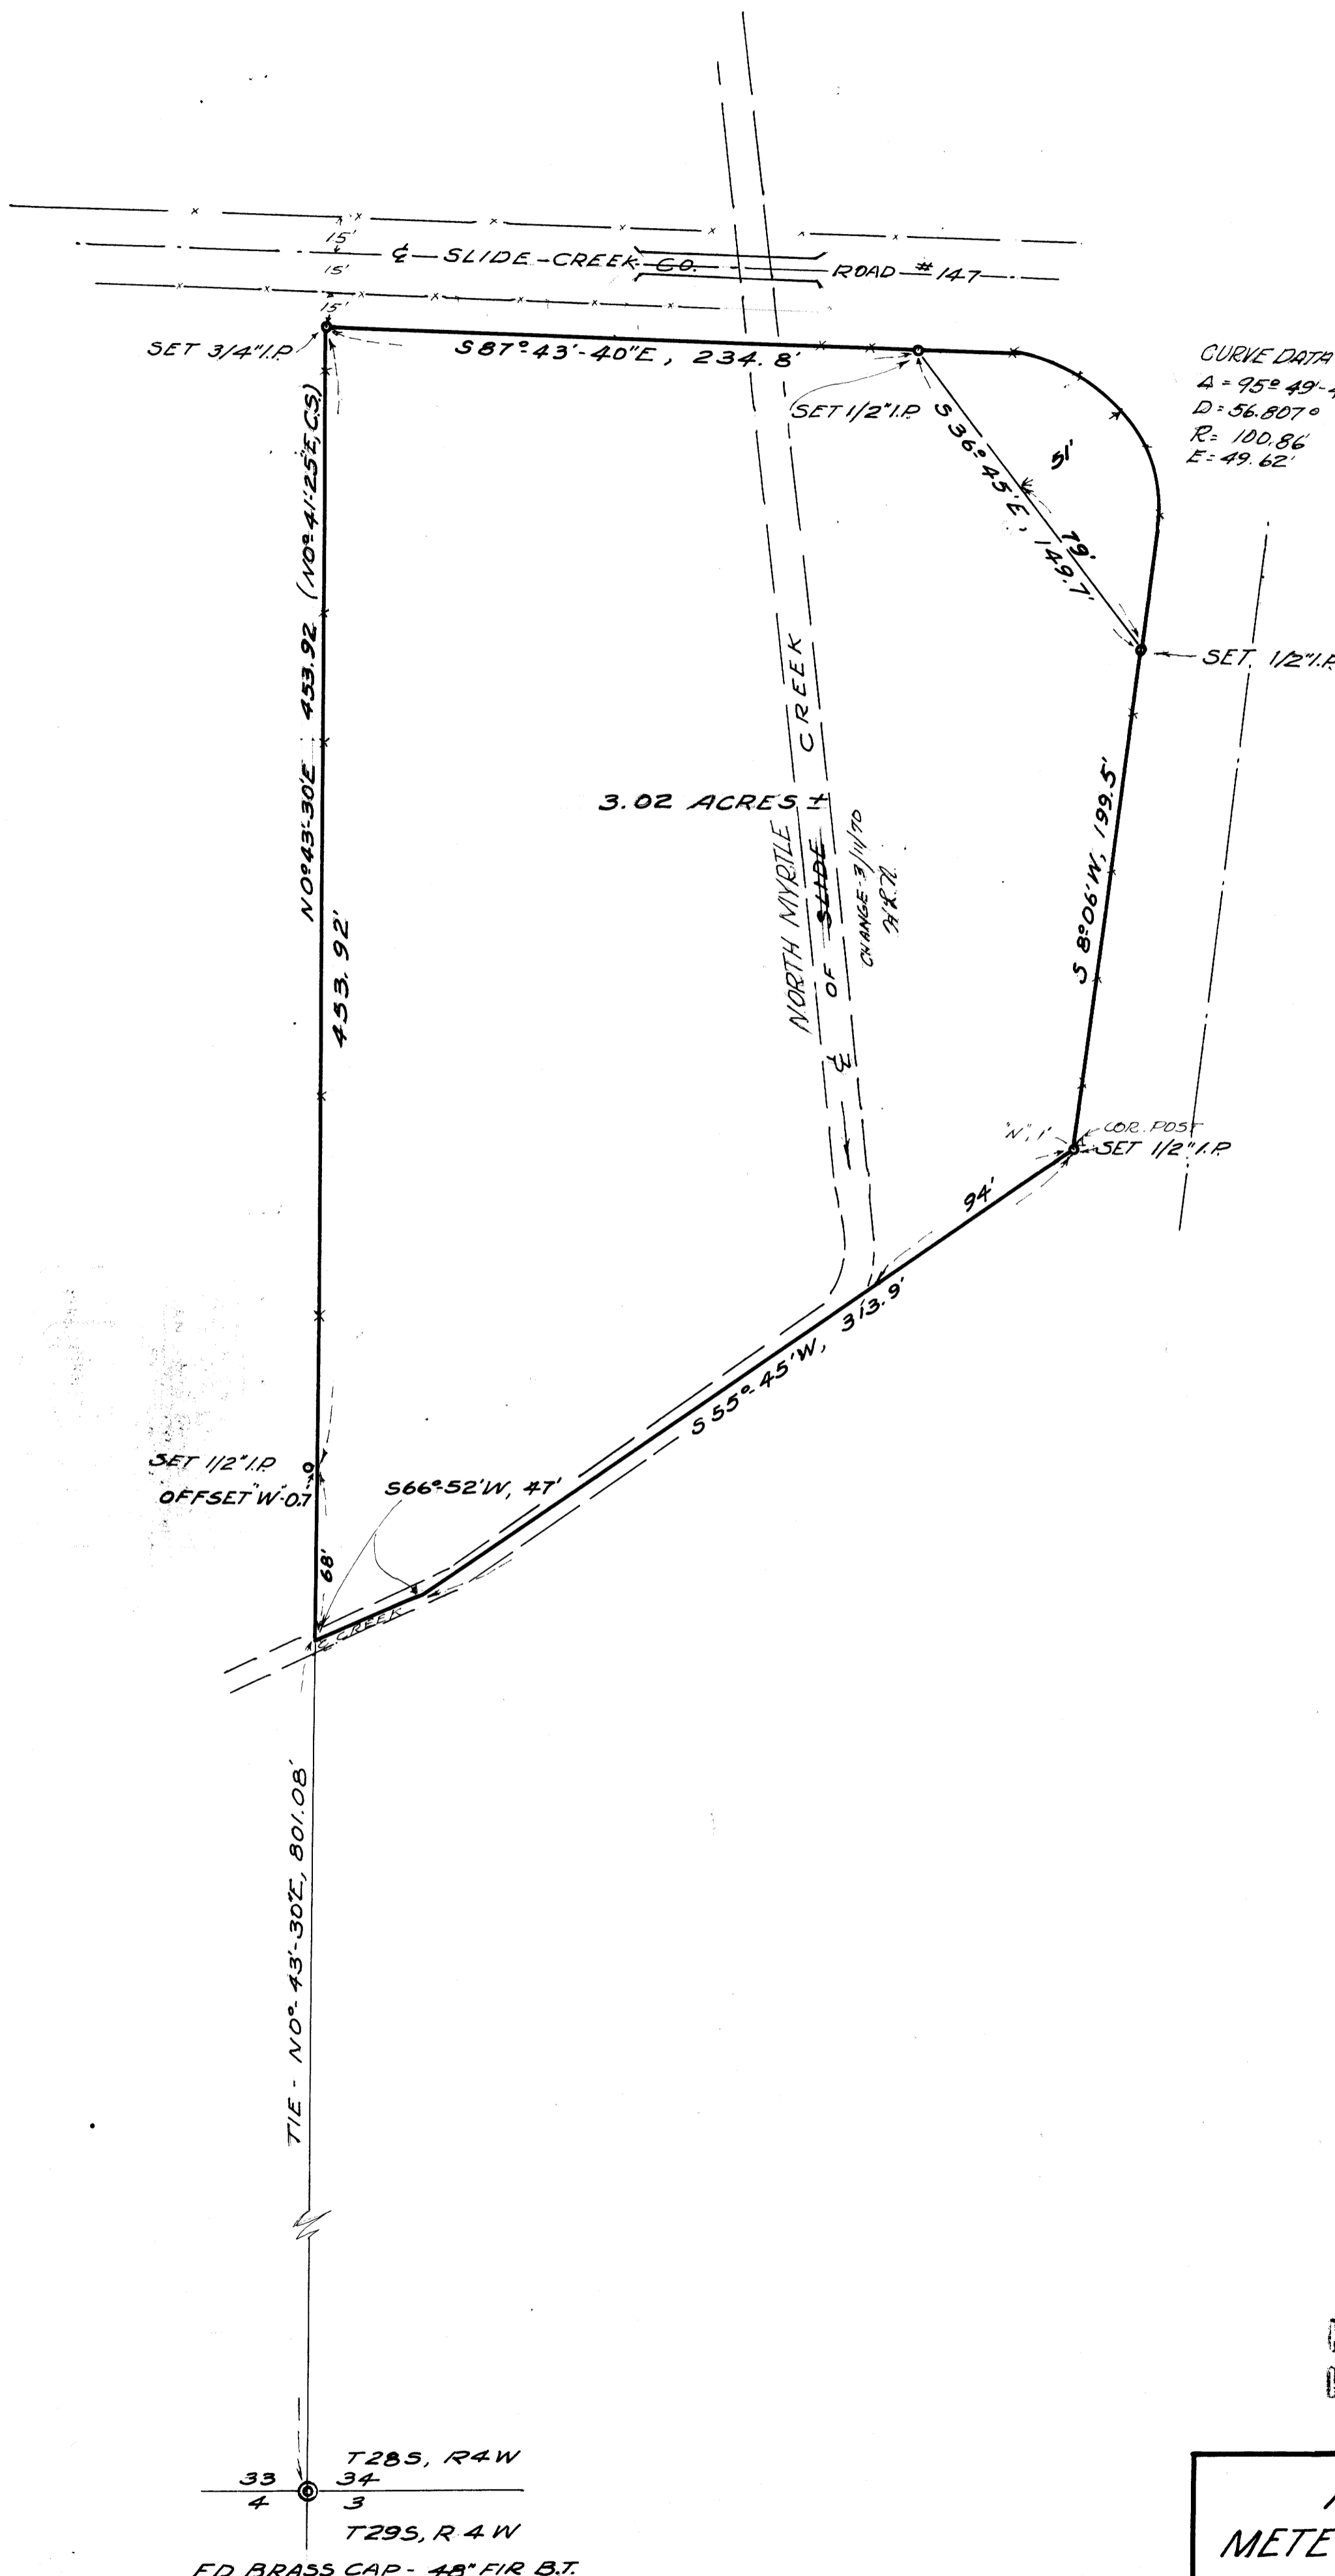 15'
℄ SLIDE CREEK CO. ROAD #147
15'
15'
SET 3/4" I.P.
S 87°-43'-40" E, 234.8'
SET 1/2" I.P.
CURVE DATA
Δ = 95° 49'-4
D = 56.807°
R = 100.86'
E = 49.62'
S 36°-45' E, 149.7'
51'
79'
SET 1/2" I.P.
N 0°-43'-30" E 453.92 (N 0°-41'-25" E, C.S.)
453.92'
3.02 ACRES ±
NORTH MYRTLE CREEK
℄ OF SLIDE
CHANGE-3/11/70
H.R.N.
S 8°-06' W, 199.5'
"N", 1'
COR. POST
SET 1/2" I.P.
94'
S 55°-45' W, 313.9'
SET 1/2" I.P.
OFFSET "W"-0.7'
S 66°-52' W, 47'
68'
℄ CREEK
TIE - N 0°-43'-30" E, 801.08'
T 28 S, R 4 W
33 34
4 3
T 29 S, R 4 W
FD. BRASS CAP - 48" FIR B.T.
METE